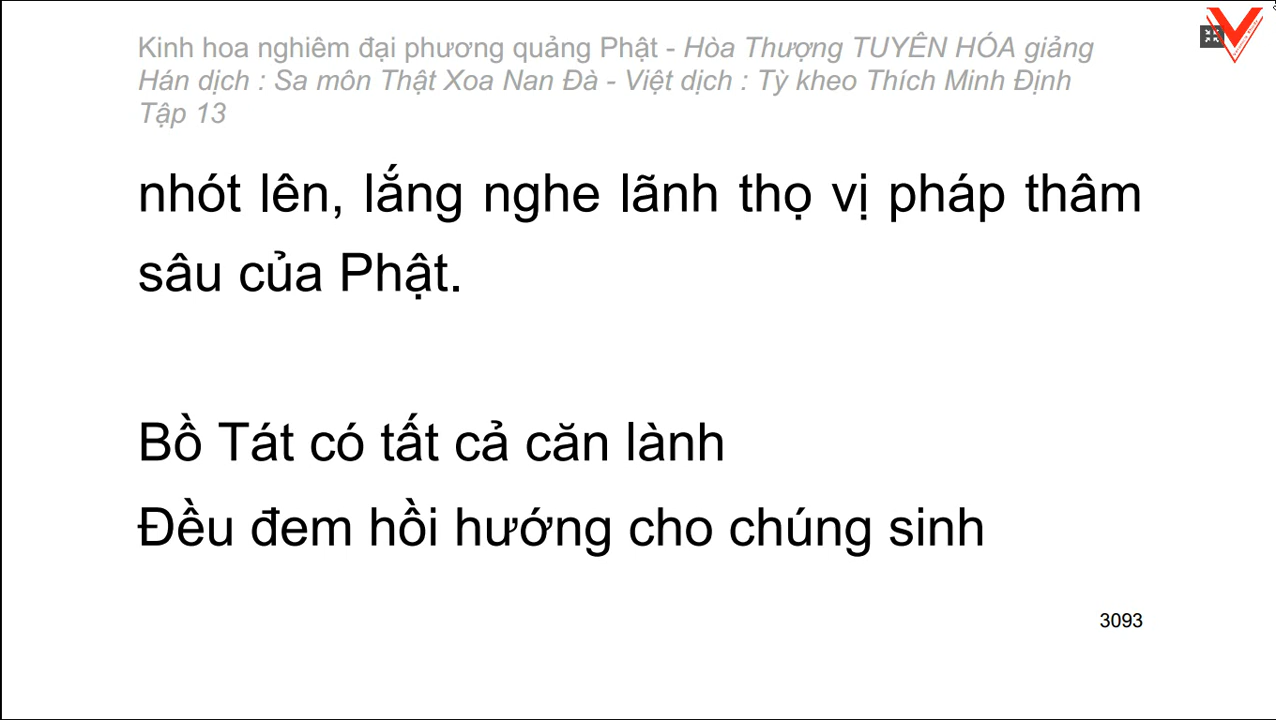 Kinh hoa nghiêm đại phương quảng Phật - Hòa Thượng TUYÊN HÓA giảng
Hán dịch : Sa môn Thật Xoa Nan Đà - Việt dịch : Tỳ kheo Thích Minh Định
Tập 13
nhót lên, lắng nghe lãnh thọ vị pháp thâm
sâu của Phật.
Bồ Tát có tất cả căn lành
Đều đem hồi hướng cho chúng sinh
3093